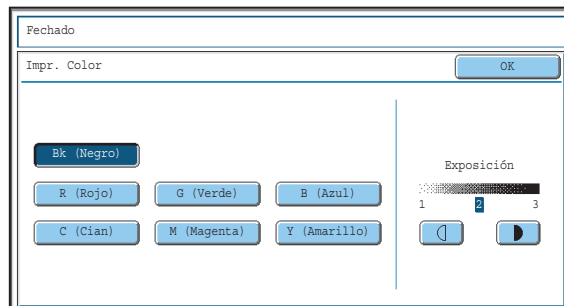 Fechado
Impr. Color OK
Bk (Negro)
Exposición
R (Rojo) G (Verde) B (Azul)
1 2 3
C (Cian) M (Magenta) Y (Amarillo)